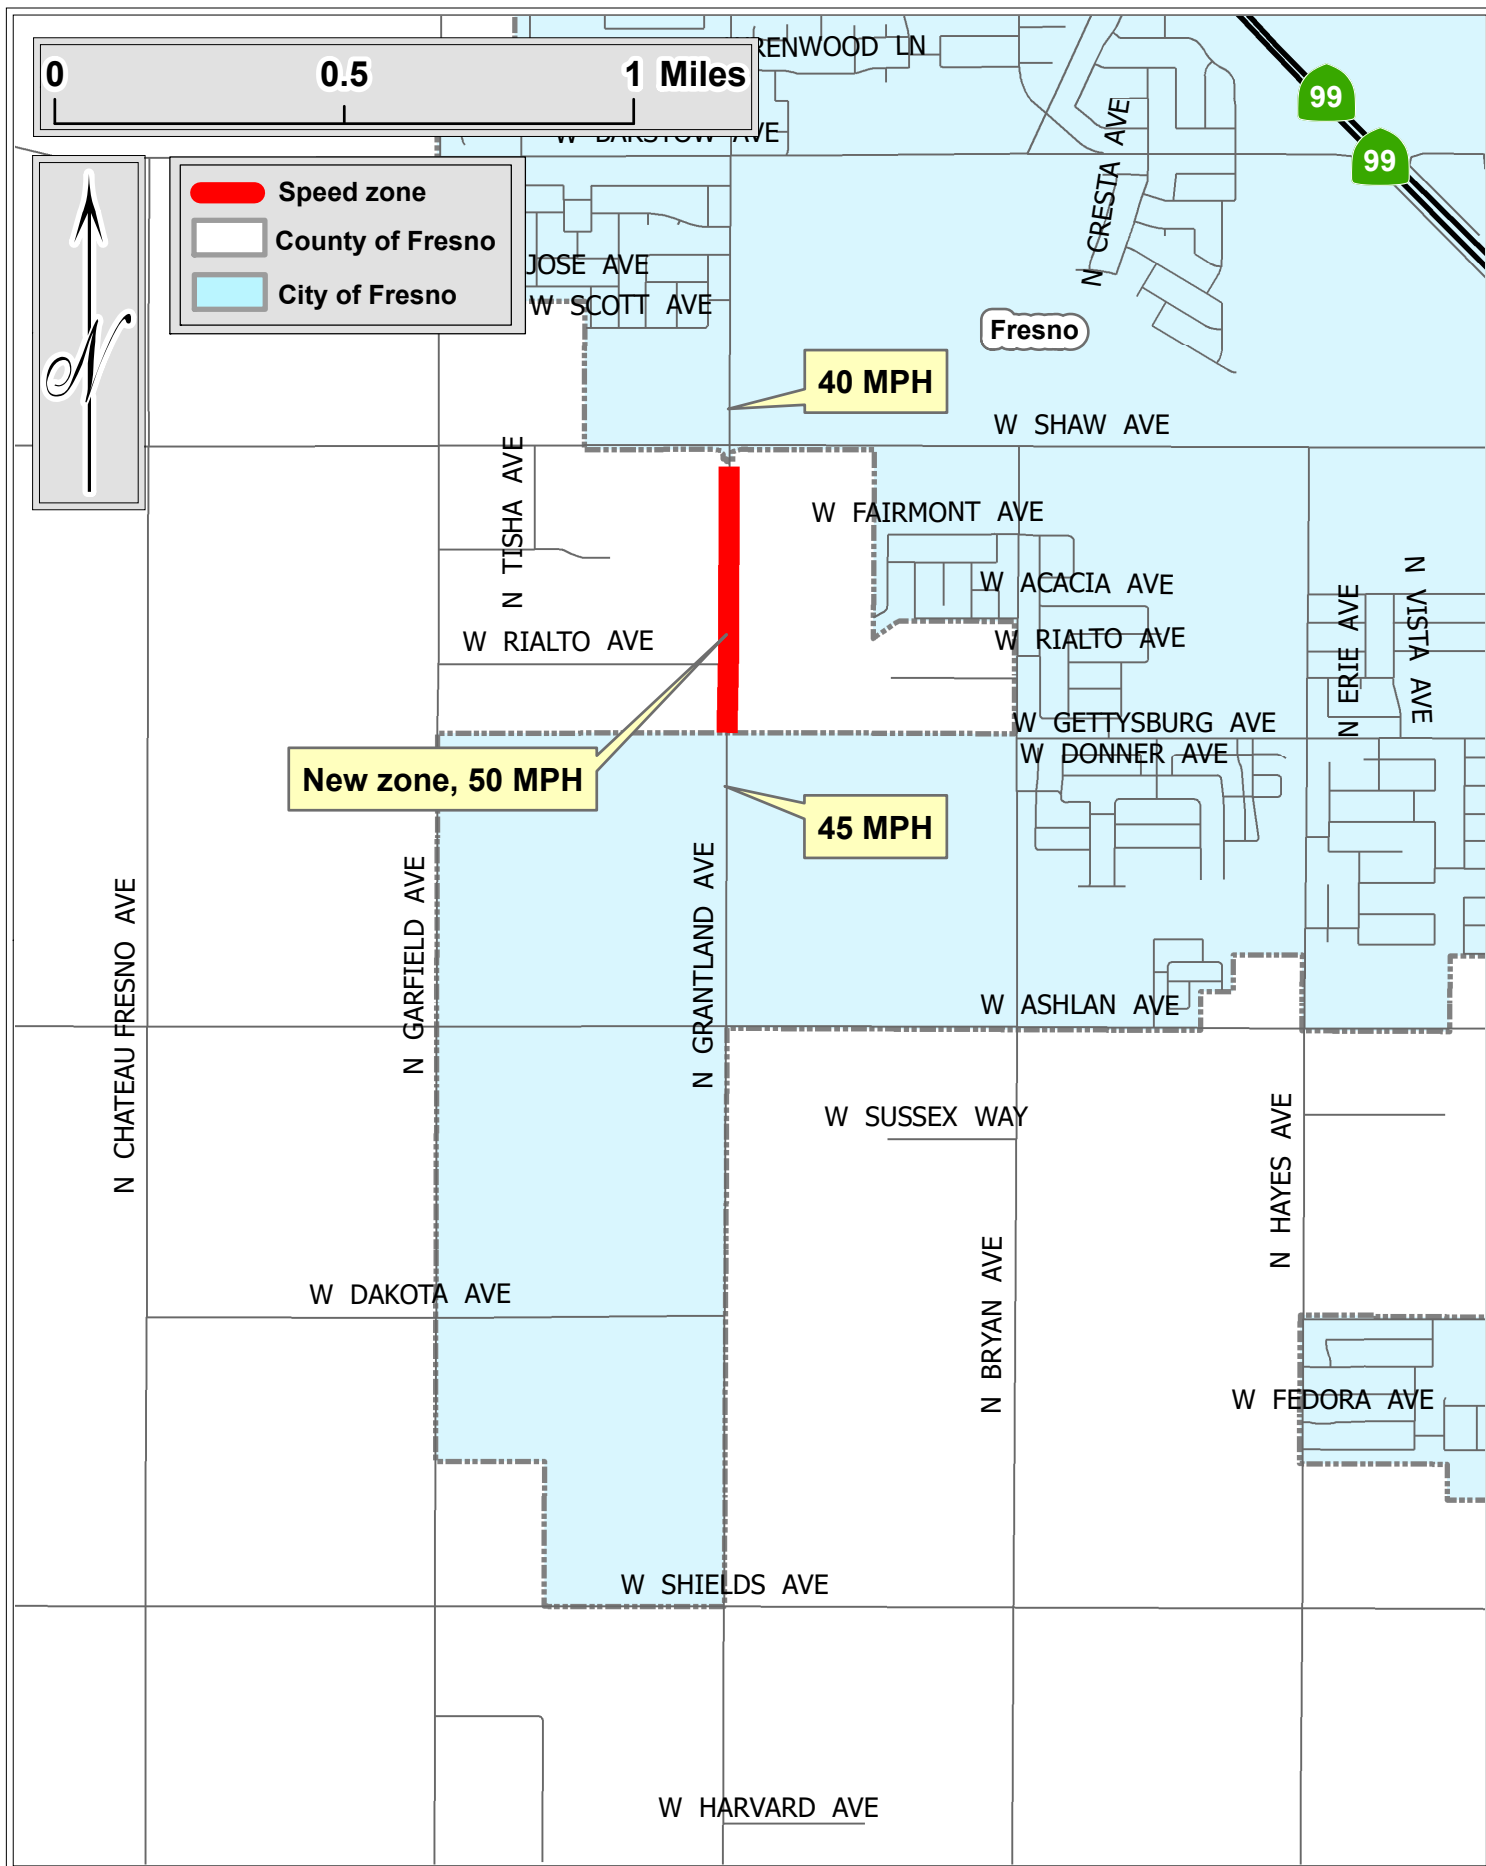 RENWOOD LN
0 0.5 1 Miles
99
W BARSTOW AVE
99
N CRESTA AVE
Speed zone
County of Fresno
City of Fresno
JOSE AVE
W SCOTT AVE
N
Fresno
40 MPH
W SHAW AVE
N TISHA AVE
W FAIRMONT AVE
W ACACIA AVE
N VISTA AVE
N ERIE AVE
W RIALTO AVE
W RIALTO AVE
W GETTYSBURG AVE
W DONNER AVE
New zone, 50 MPH
45 MPH
N CHATEAU FRESNO AVE
N GARFIELD AVE
N GRANTLAND AVE
W ASHLAN AVE
W SUSSEX WAY
N HAYES AVE
N BRYAN AVE
W DAKOTA AVE
W FEDORA AVE
W SHIELDS AVE
W HARVARD AVE